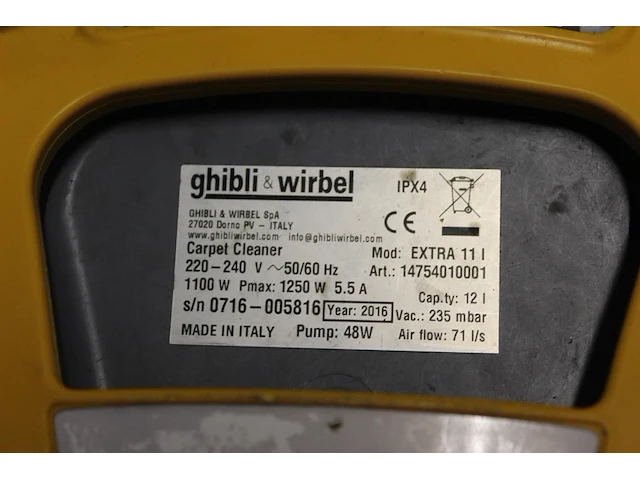 ghibli & wirbel
IPX4
GHIBLI & WIRBEL SpA
27020 Dorno PV - ITALY
www.ghibliwirbel.com info@ghibliwirbel.com
CE
Carpet Cleaner Mod: EXTRA 11 I
220-240 V ~50/60 Hz Art.: 14754010001
1100 W Pmax: 1250 W 5.5 A Cap.ty: 12 l
s/n 0716-005816 Year: 2016 Vac.: 235 mbar
MADE IN ITALY Pump: 48W Air flow: 71 l/s